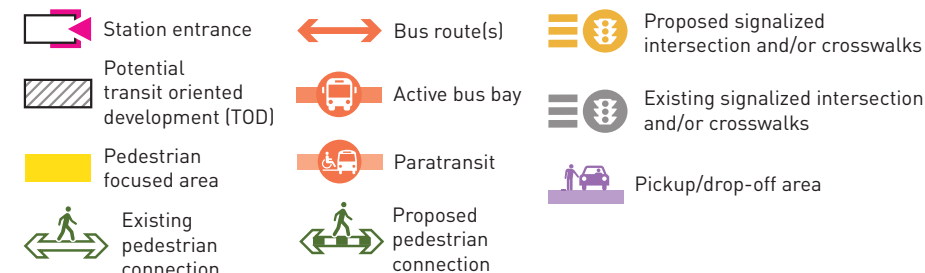 Station entrance
Potential
transit oriented
development (TOD)
Pedestrian
focused area
Existing
pedestrian
connection
Bus route(s)
Active bus bay
Paratransit
Proposed
pedestrian
connection
Proposed signalized
intersection and/or crosswalks
Existing signalized intersection
and/or crosswalks
Pickup/drop-off area